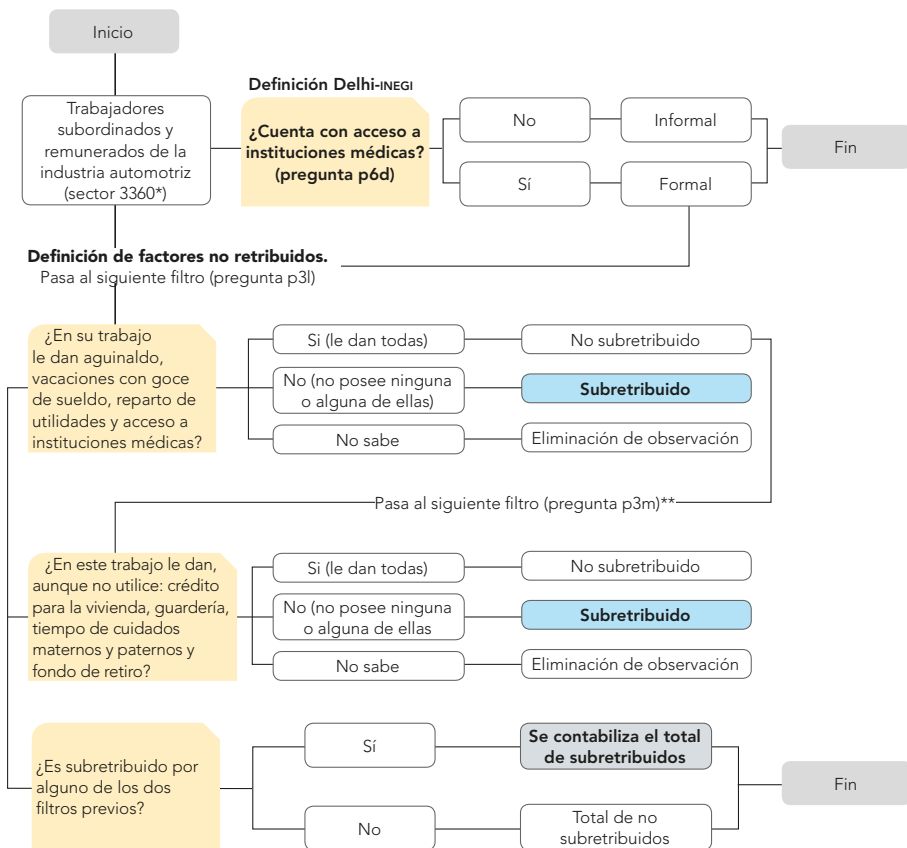 Inicio
Trabajadores
subordinados y
remunerados de la
industria automotriz
(sector 3360*)
Definición Delhi-INEGI
¿Cuenta con acceso a
instituciones médicas?
(pregunta p6d)
No
Informal
Sí
Formal
Fin
Definición de factores no retribuidos.
Pasa al siguiente filtro (pregunta p3l)
¿En su trabajo
le dan aguinaldo,
vacaciones con goce
de sueldo, reparto de
utilidades y acceso a
instituciones médicas?
Si (le dan todas)
No subretribuido
No (no posee ninguna
o alguna de ellas)
Subretribuido
No sabe
Eliminación de observación
Pasa al siguiente filtro (pregunta p3m)**
¿En este trabajo le dan,
aunque no utilice: crédito
para la vivienda, guardería,
tiempo de cuidados
maternos y paternos y
fondo de retiro?
Si (le dan todas)
No subretribuido
No (no posee ninguna
o alguna de ellas
Subretribuido
No sabe
Eliminación de observación
¿Es subretribuido por
alguno de los dos
filtros previos?
Sí
Se contabiliza el total
de subretribuidos
No
Total de no
subretribuidos
Fin